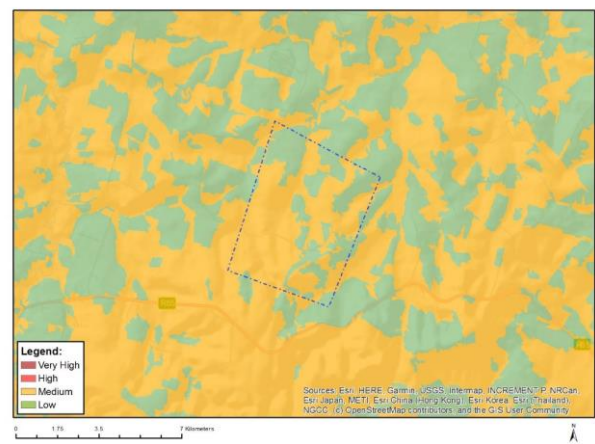 Legend:
Very High
High
Medium
Low
Sources: Esri, HERE, Garmin, USGS, Intermap, INCREMENT P, NRCan,
Esri Japan, METI, Esri China (Hong Kong), Esri Korea, Esri (Thailand),
NGCC, (c) OpenStreetMap contributors, and the GIS User Community
0 1.75 3.5 7 Kilometers
N